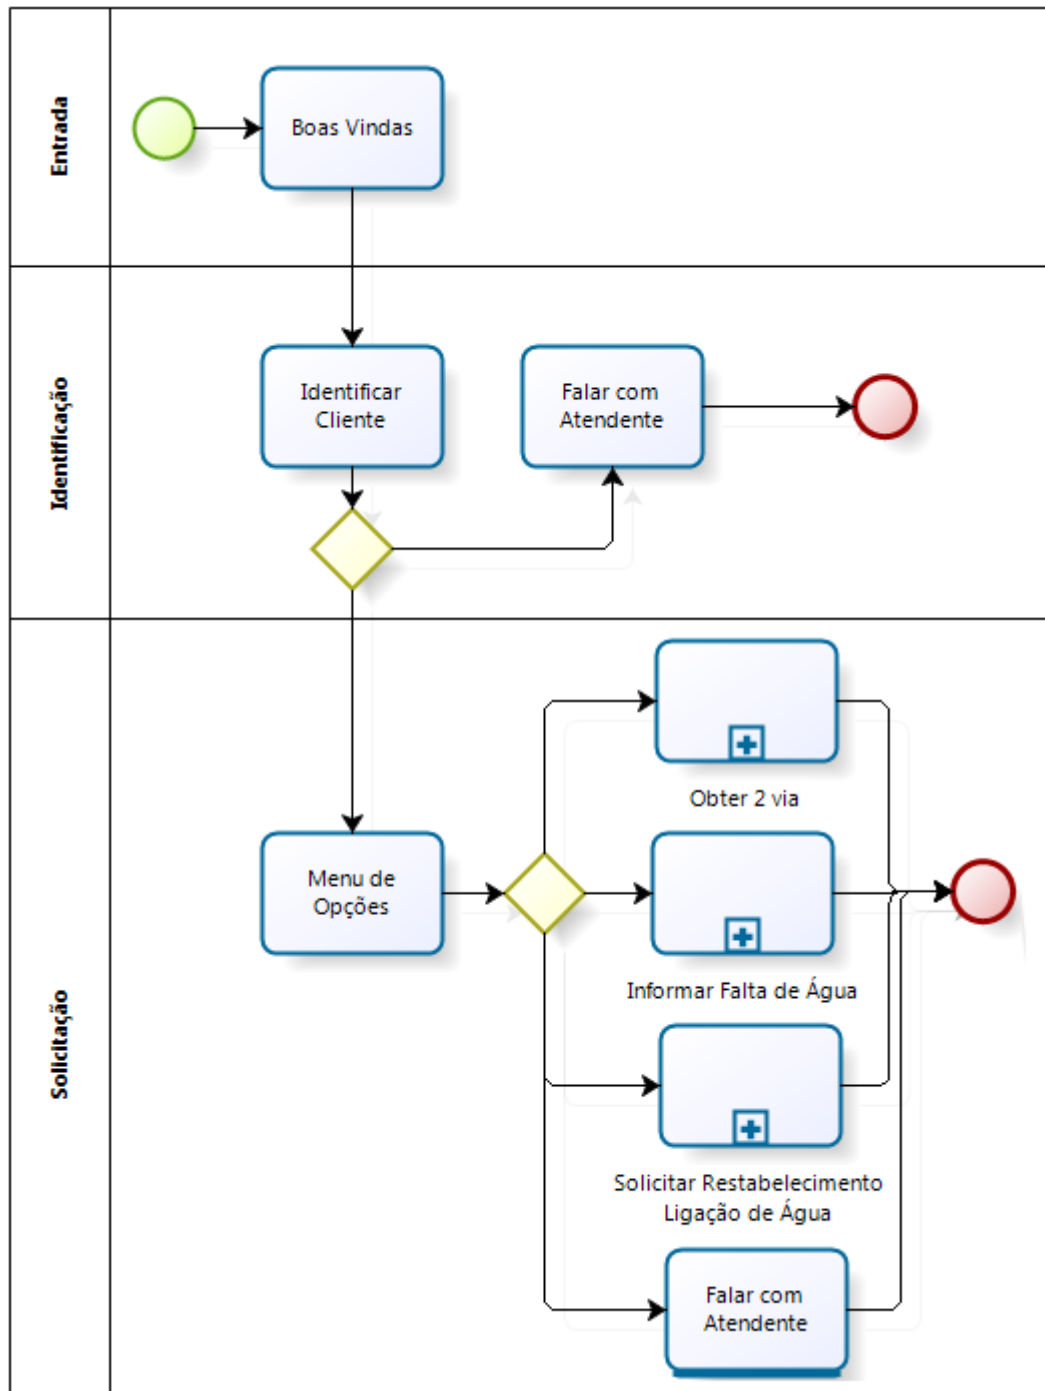 Entrada
Boas Vindas
Identificação
Identificar
Cliente
Falar com
Atendente
Solicitação
Menu de
Opções
Obter 2 via
Informar Falta de Água
Solicitar Restabelecimento
Ligação de Água
Falar com
Atendente